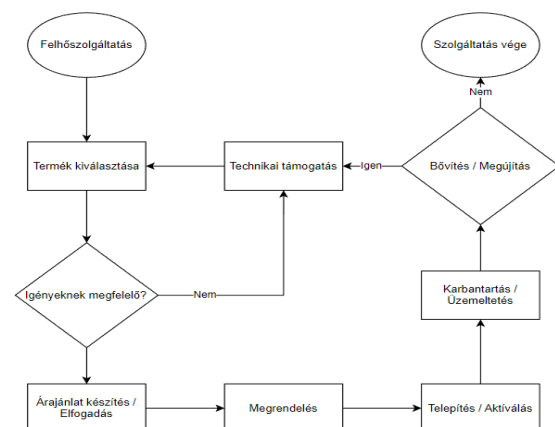 Felhőszolgáltatás
Szolgáltatás vége
Nem
Termék kiválasztása
Technikai támogatás
Igen
Bővítés / Megújítás
Igényeknek megfelelő?
Nem
Karbantartás /
Üzemeltetés
Árajánlat készítés /
Elfogadás
Megrendelés
Telepítés / Aktíválás